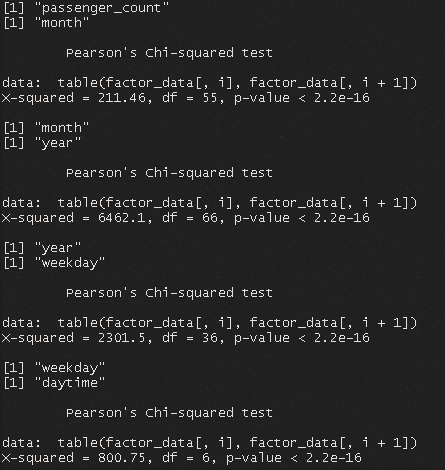 [1] "passenger_count"
[1] "month"
Pearson's Chi-squared test
data:  table(factor_data[, i], factor_data[, i + 1])
X-squared = 211.46, df = 55, p-value < 2.2e-16
[1] "month"
[1] "year"
Pearson's Chi-squared test
data:  table(factor_data[, i], factor_data[, i + 1])
X-squared = 6462.1, df = 66, p-value < 2.2e-16
[1] "year"
[1] "weekday"
Pearson's Chi-squared test
data:  table(factor_data[, i], factor_data[, i + 1])
X-squared = 2301.5, df = 36, p-value < 2.2e-16
[1] "weekday"
[1] "daytime"
Pearson's Chi-squared test
data:  table(factor_data[, i], factor_data[, i + 1])
X-squared = 800.75, df = 6, p-value < 2.2e-16